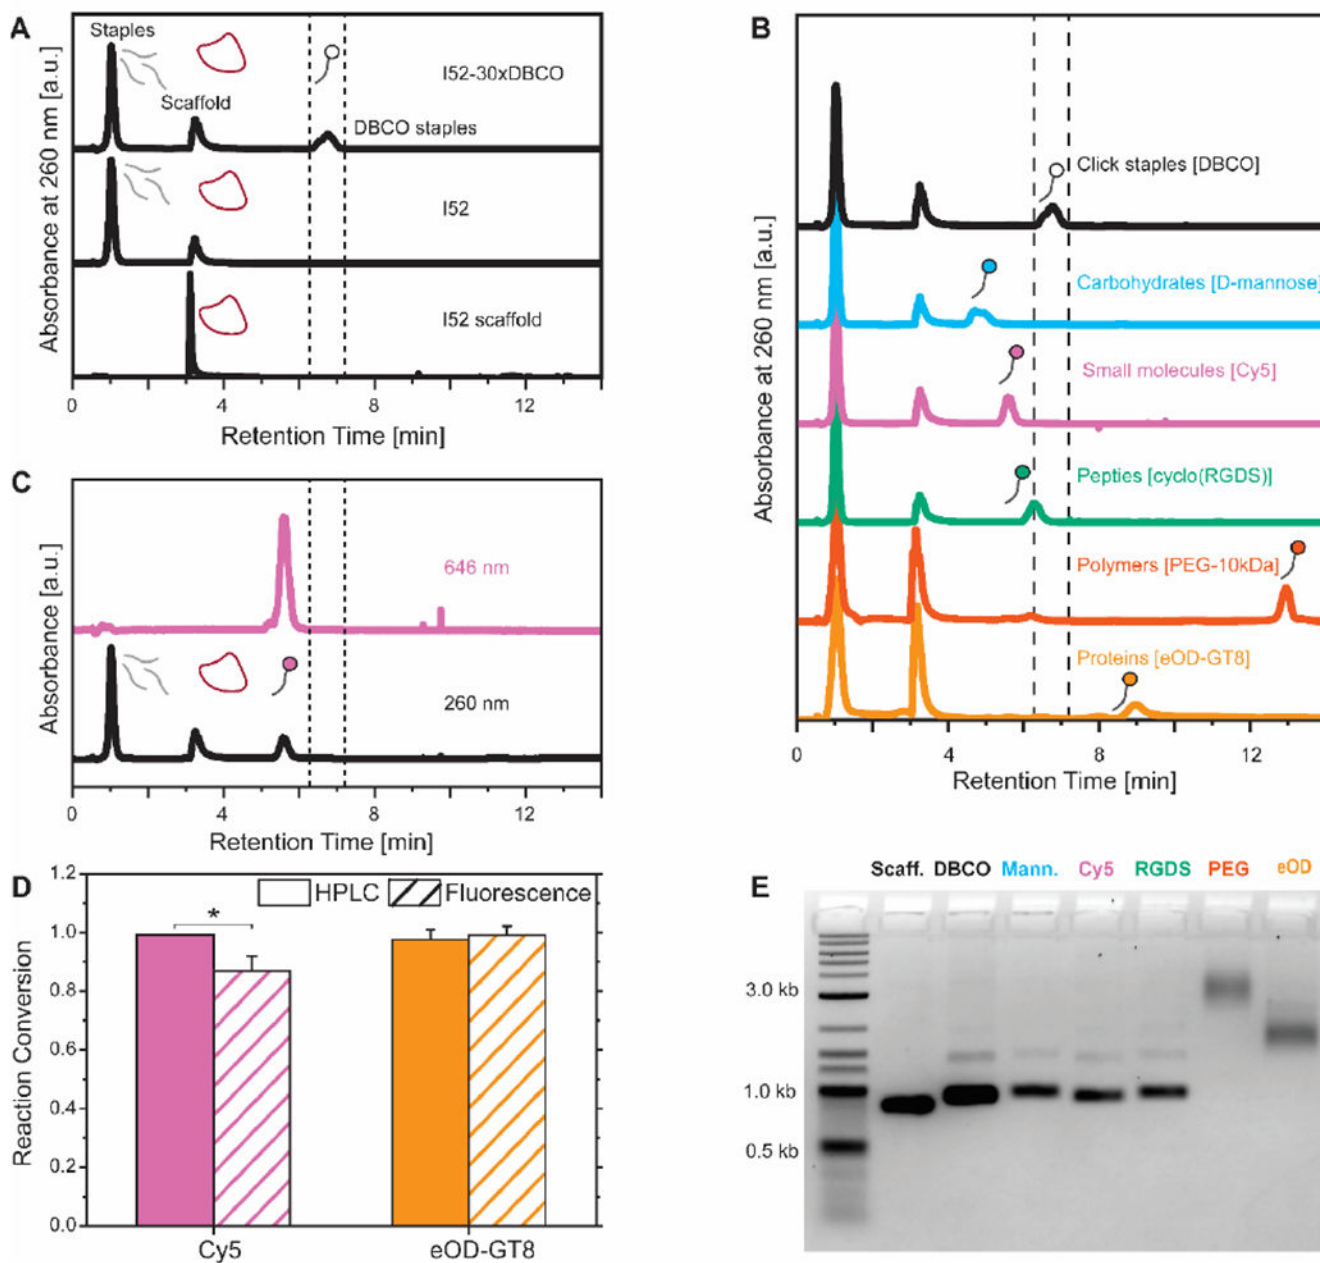 A
Absorbance at 260 nm [a.u.]
Staples
Scaffold
I52-30xDBCO
DBCO staples
I52
I52 scaffold
0 4 8 12
Retention Time [min]
B
Absorbance at 260 nm [a.u.]
Click staples [DBCO]
Carbohydrates [D-mannose]
Small molecules [Cy5]
Pepties [cyclo(RGDS)]
Polymers [PEG-10kDa]
Proteins [eOD-GT8]
0 4 8 12
Retention Time [min]
C
Absorbance [a.u.]
646 nm
260 nm
0 4 8 12
Retention Time [min]
D
Reaction Conversion
1.2
1.0
0.8
0.6
0.4
0.2
0.0
HPLC Fluorescence
*
Cy5 eOD-GT8
E
Scaff. DBCO Mann. Cy5 RGDS PEG eOD
3.0 kb
1.0 kb
0.5 kb